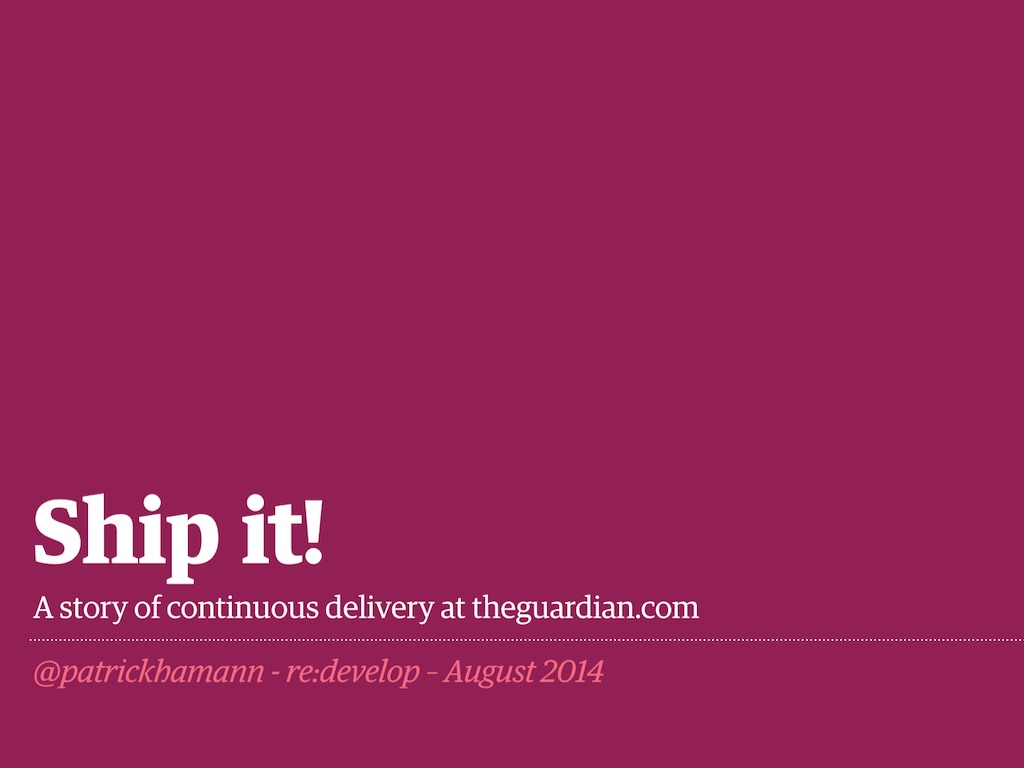 Ship it!
A story of continuous delivery at theguardian.com
@patrickhamann - re:develop – August 2014